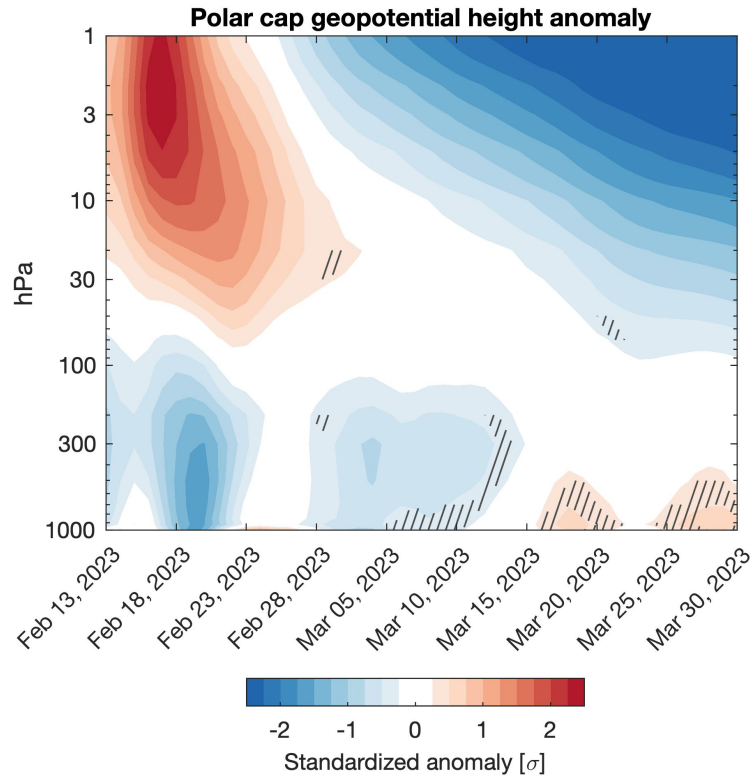 Polar cap geopotential height anomaly
1
3
10
30
100
300
1000
hPa
Feb 13, 2023
Feb 18, 2023
Feb 23, 2023
Feb 28, 2023
Mar 05, 2023
Mar 10, 2023
Mar 15, 2023
Mar 20, 2023
Mar 25, 2023
Mar 30, 2023
-2 -1 0 1 2
Standardized anomaly [σ]